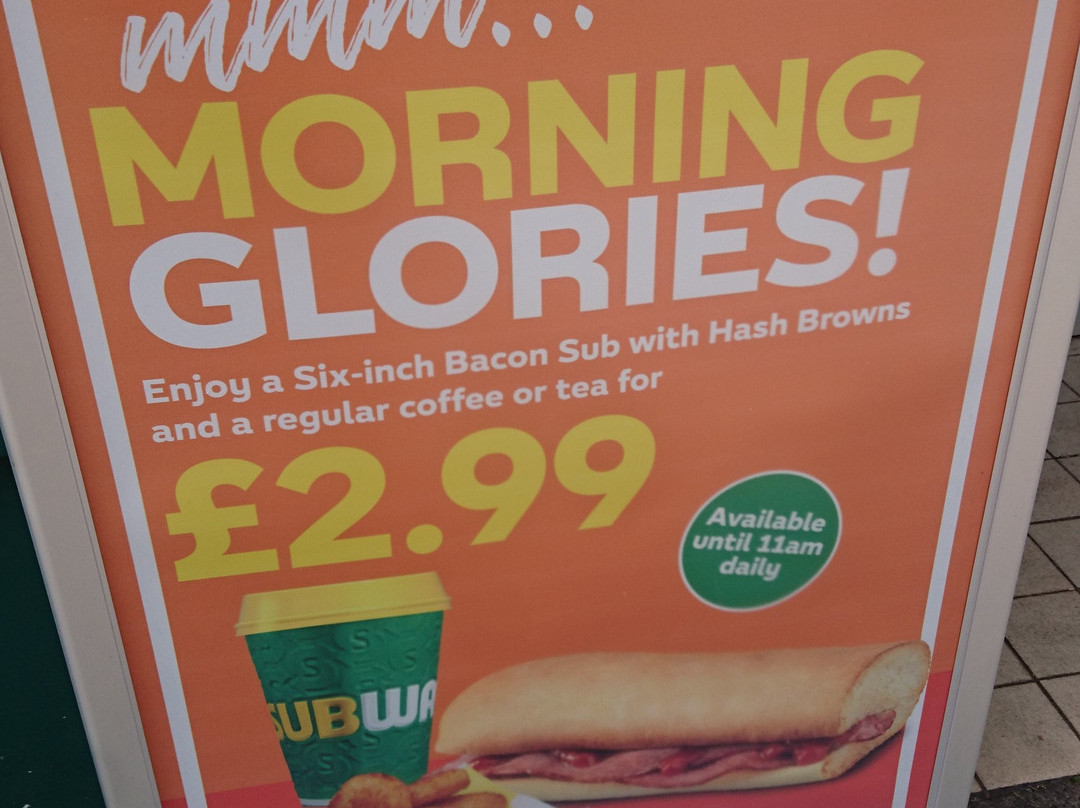 mmm...
MORNING
GLORIES!
Enjoy a Six-inch Bacon Sub with Hash Browns
and a regular coffee or tea for
£2.99
Available
until 11am
daily
SUBWA